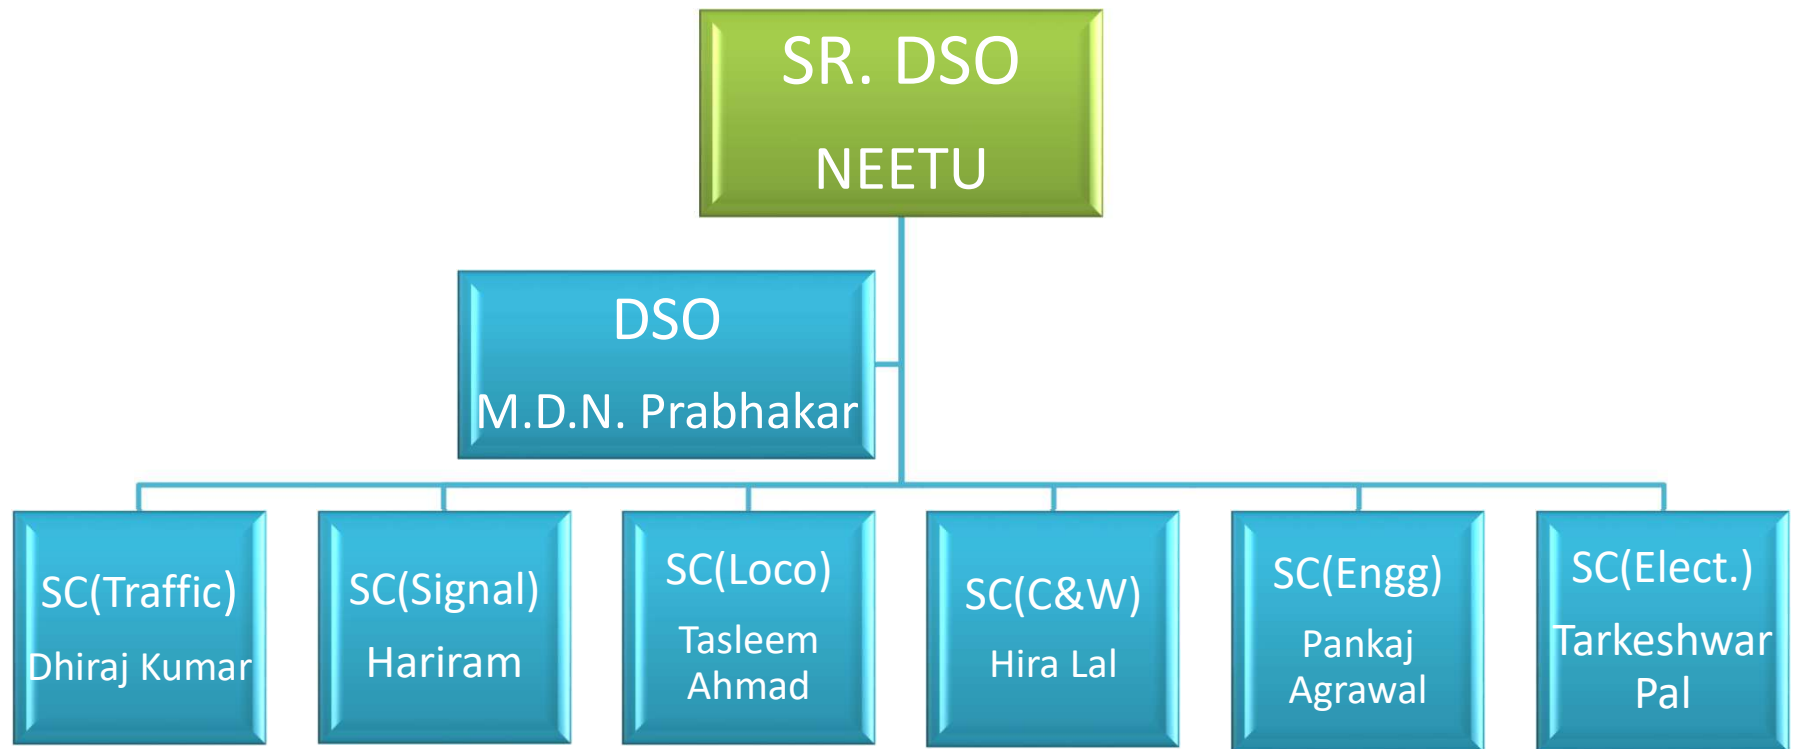 SR. DSO
NEETU
DSO
M.D.N. Prabhakar
SC(Traffic)
Dhiraj Kumar
SC(Signal)
Hariram
SC(Loco)
Tasleem
Ahmad
SC(C&W)
Hira Lal
SC(Engg)
Pankaj
Agrawal
SC(Elect.)
Tarkeshwar
Pal